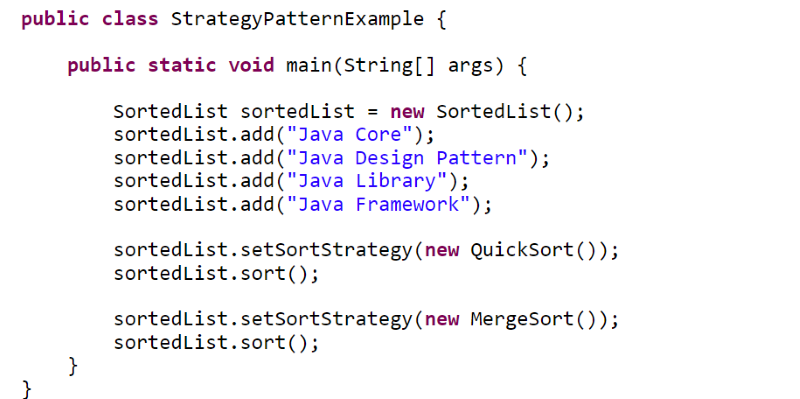 public class StrategyPatternExample {
public static void main(String[] args) {
SortedList sortedList = new SortedList();
sortedList.add("Java Core");
sortedList.add("Java Design Pattern");
sortedList.add("Java Library");
sortedList.add("Java Framework");
sortedList.setSortStrategy(new QuickSort());
sortedList.sort();
sortedList.setSortStrategy(new MergeSort());
sortedList.sort();
}
}